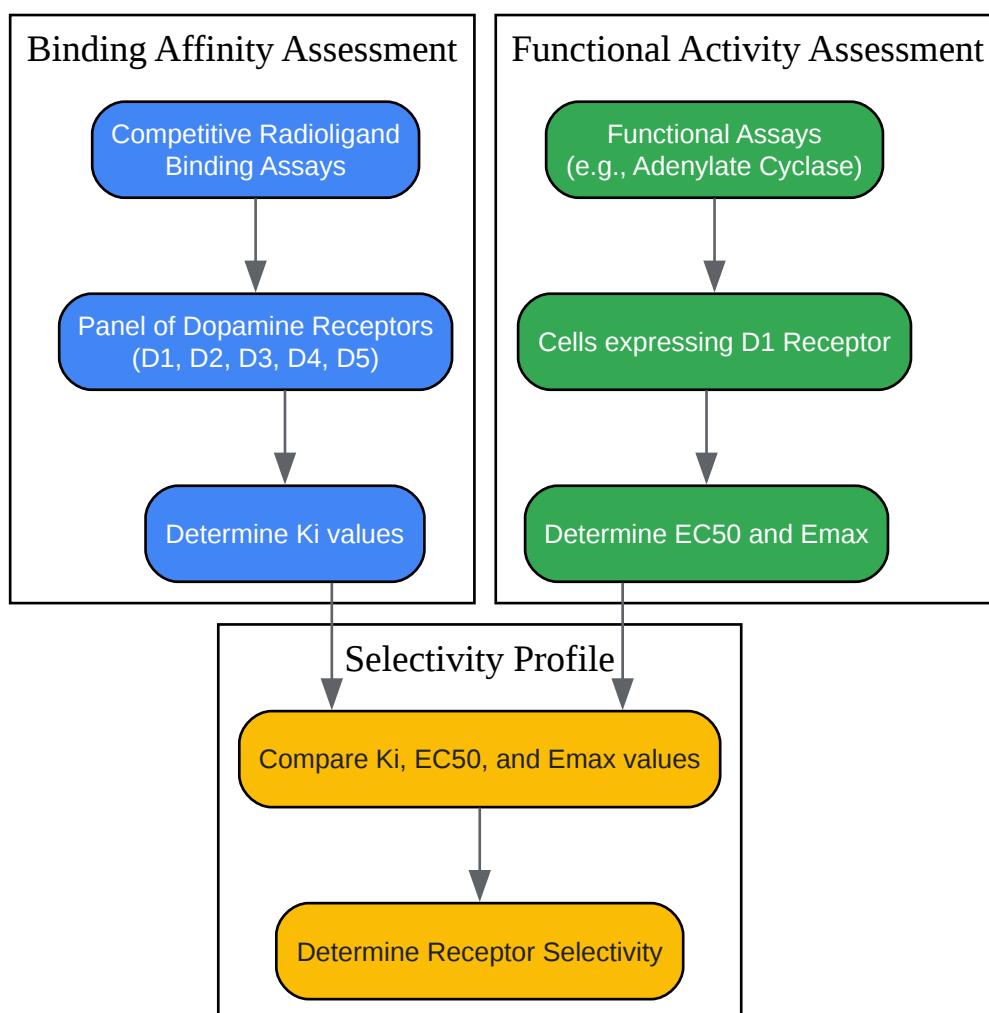 Binding Affinity Assessment
Competitive Radioligand
Binding Assays
Panel of Dopamine Receptors
(D1, D2, D3, D4, D5)
Determine Ki values
Functional Activity Assessment
Functional Assays
(e.g., Adenylate Cyclase)
Cells expressing D1 Receptor
Determine EC50 and Emax
Selectivity Profile
Compare Ki, EC50, and Emax values
Determine Receptor Selectivity